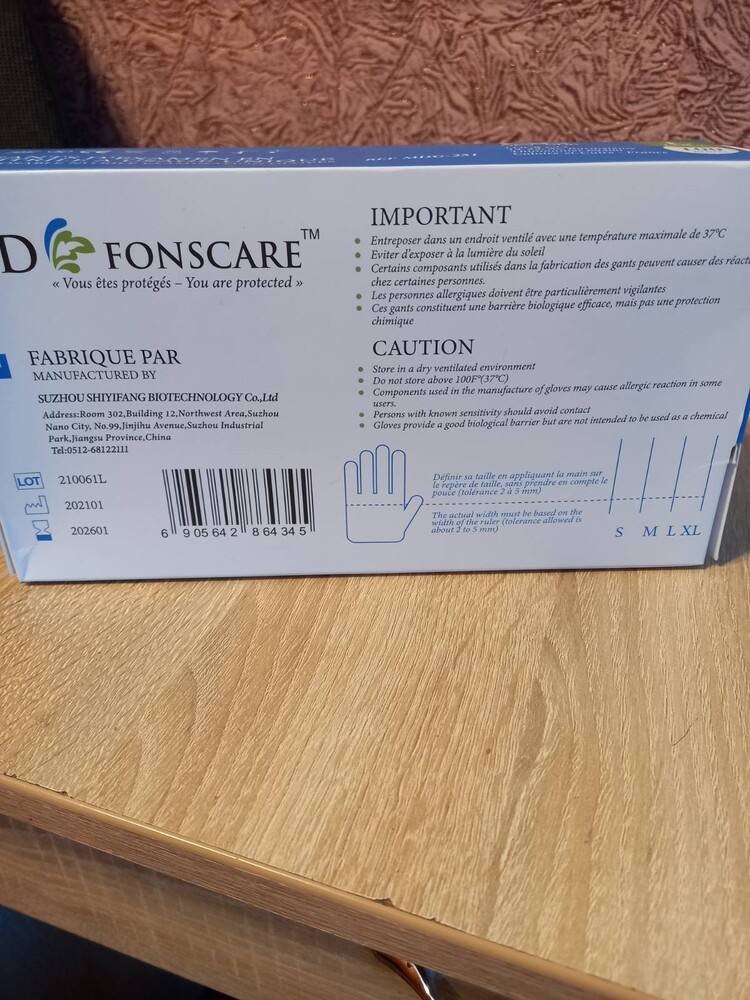 REF MDG-251
D FONSCARE™
« Vous êtes protégés – You are protected »
FABRIQUE PAR
MANUFACTURED BY
SUZHOU SHIYIFANG BIOTECHNOLOGY Co.,Ltd
Address:Room 302,Building 12,Northwest Area,Suzhou
Nano City, No.99,Jinjihu Avenue,Suzhou Industrial
Park,Jiangsu Province,China
Tel:0512-68122111
LOT 210061L
202101
202601
6 905642 864345
IMPORTANT
Entreposer dans un endroit ventilé avec une température maximale de 37°C
Eviter d'exposer à la lumière du soleil
Certains composants utilisés dans la fabrication des gants peuvent causer des réact
chez certaines personnes.
Les personnes allergiques doivent être particulièrement vigilantes
Ces gants constituent une barrière biologique efficace, mais pas une protection
chimique
CAUTION
Store in a dry ventilated environment
Do not store above 100F°(37°C)
Components used in the manufacture of gloves may cause allergic reaction in some
users.
Persons with known sensitivity should avoid contact
Gloves provide a good biological barrier but are not intended to be used as a chemical
Définir sa taille en appliquant la main sur
le repère de taille, sans prendre en compte le
pouce (tolérance 2 à 5 mm)
The actual width must be based on the
width of the ruler (tolerance allowed is
about 2 to 5 mm)
S M L XL